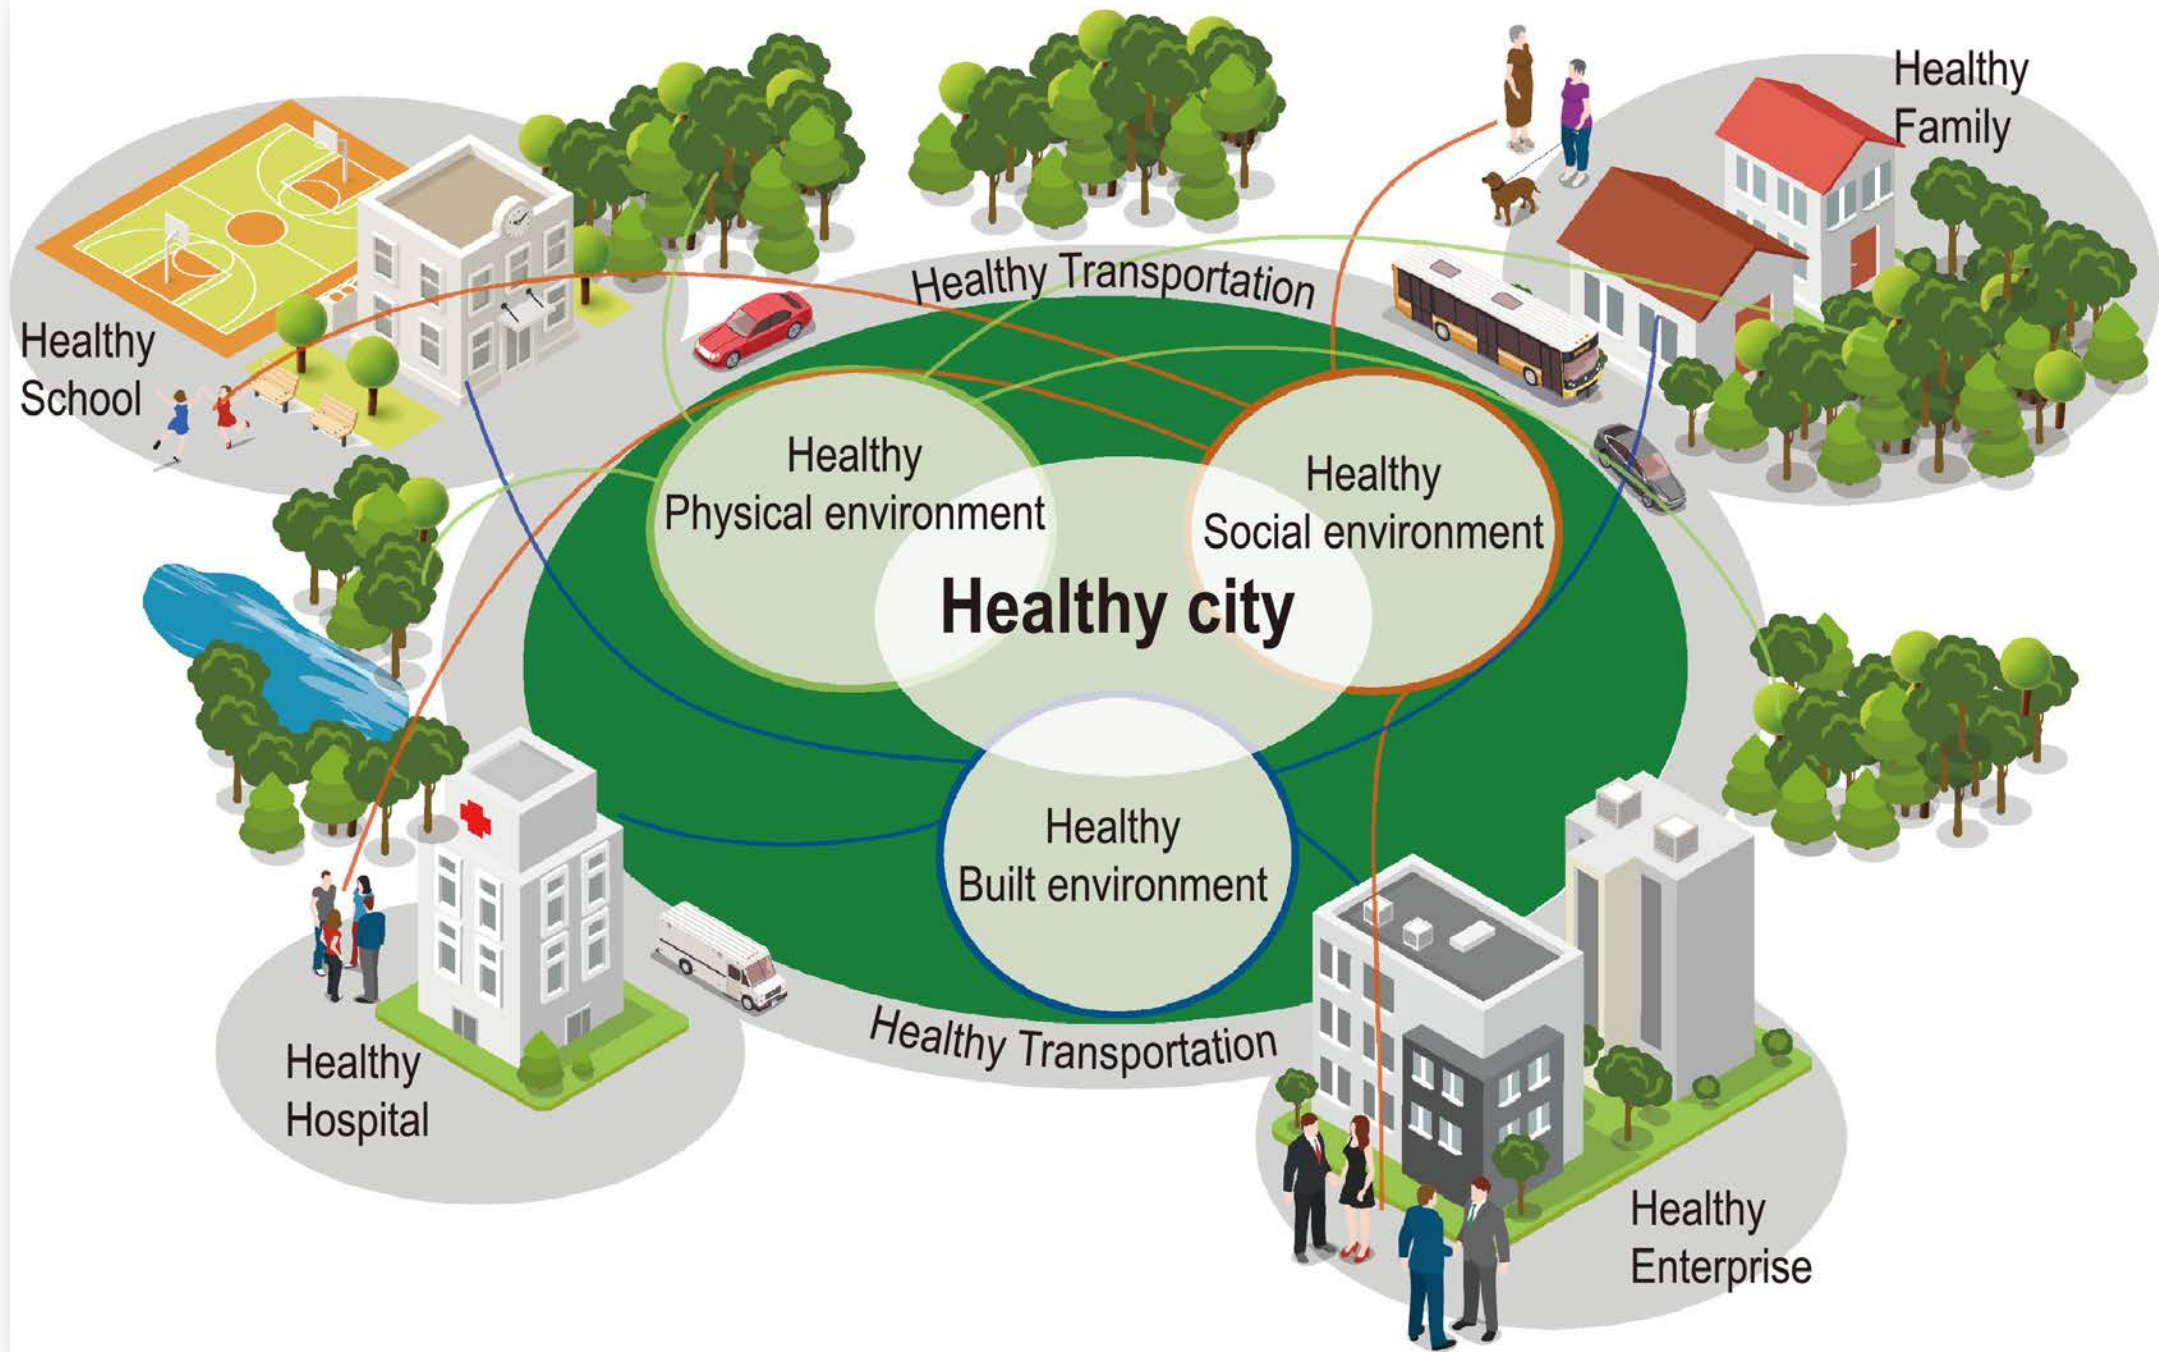 Healthy
Family
Healthy Transportation
Healthy
School
Healthy
Physical environment
Healthy
Social environment
Healthy city
Healthy
Built environment
Healthy Transportation
Healthy
Hospital
Healthy
Enterprise